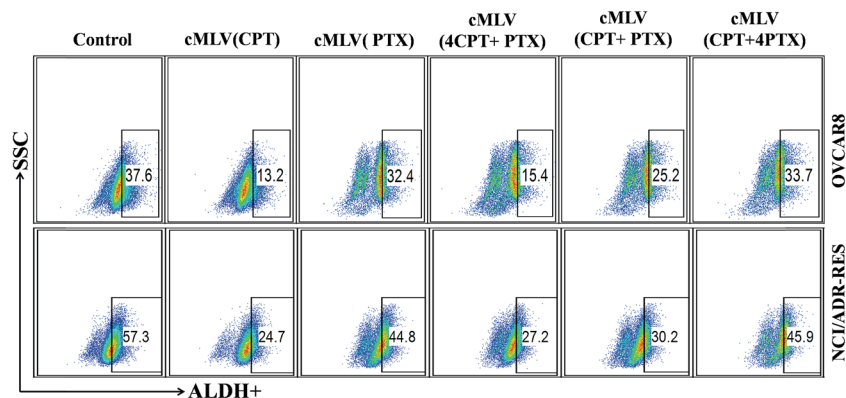 Control
cMLV(CPT)
cMLV( PTX)
cMLV
(4CPT+ PTX)
cMLV
(CPT+ PTX)
cMLV
(CPT+4PTX)
SSC
37.6
13.2
32.4
15.4
25.2
33.7
OVCAR8
57.3
24.7
44.8
27.2
30.2
45.9
NCI/ADR-RES
ALDH+